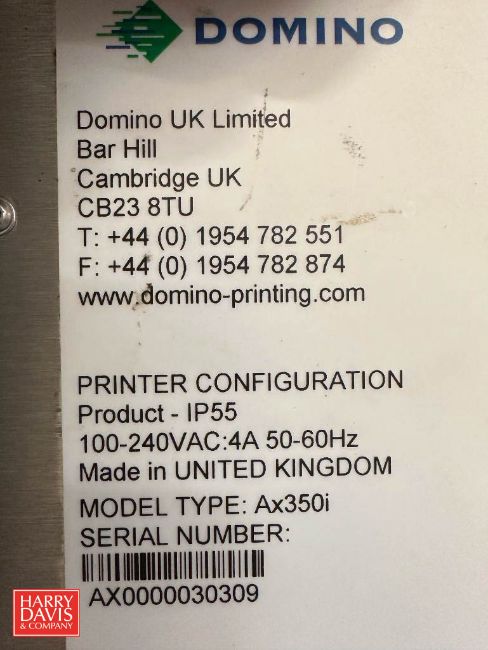 DOMINO
Domino UK Limited
Bar Hill
Cambridge UK
CB23 8TU
T: +44 (0) 1954 782 551
F: +44 (0) 1954 782 874
www.domino-printing.com
PRINTER CONFIGURATION
Product - IP55
100-240VAC:4A 50-60Hz
Made in UNITED KINGDOM
MODEL TYPE: Ax350i
SERIAL NUMBER:
AX0000030309
HARRY
DAVIS
& COMPANY